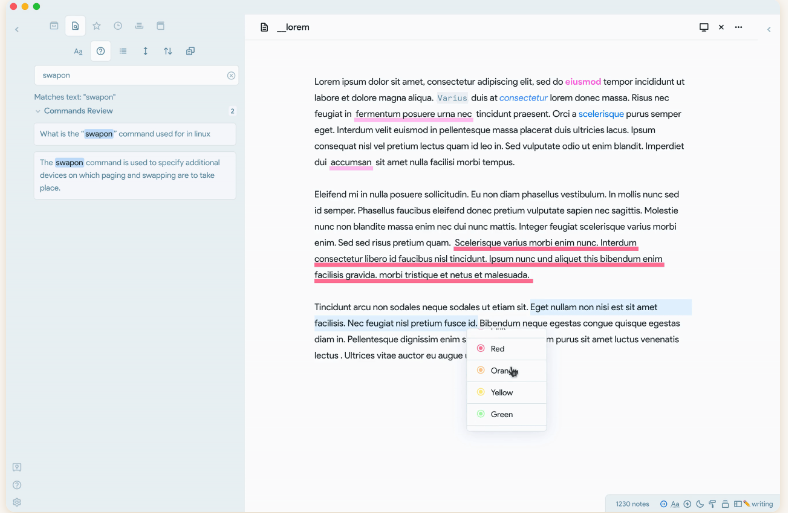 __lorem
swapon
Matches text: "swapon"
Commands Review
2
What is the "swapon" command used for in linux
The swapon command is used to specify additional
devices on which paging and swapping are to take
place.
Lorem ipsum dolor sit amet, consectetur adipiscing elit, sed do eiusmod tempor incididunt ut
labore et dolore magna aliqua. Varius duis at consectetur lorem donec massa. Risus nec
feugiat in fermentum posuere urna nec tincidunt praesent. Orci a scelerisque purus semper
eget. Interdum velit euismod in pellentesque massa placerat duis ultricies lacus. Ipsum
consequat nisl vel pretium lectus quam id leo in. Sed vulputate odio ut enim blandit. Imperdiet
dui accumsan sit amet nulla facilisi morbi tempus.
Eleifend mi in nulla posuere sollicitudin. Eu non diam phasellus vestibulum. In mollis nunc sed
id semper. Phasellus faucibus eleifend donec pretium vulputate sapien nec sagittis. Molestie
nunc non blandite massa enim nec dui nunc mattis. Integer feugiat scelerisque varius morbi
enim. Sed sed risus pretium quam. Scelerisque varius morbi enim nunc. Interdum
consectetur libero id faucibus nisl tincidunt. Ipsum nunc und aliquet this bibendum enim
facilisis gravida. morbi tristique et netus et malesuada.
Tincidunt arcu non sodales neque sodales ut etiam sit. Eget nullam non nisi est sit amet
facilisis. Nec feugiat nisl pretium fusce id. Bibendum neque egestas congue quisque egestas
diam in. Pellentesque dignissim enim s m purus sit amet luctus venenatis
lectus . Ultrices vitae auctor eu augue
Red
Orange
Yellow
Green
1230 notes
Aa
writing